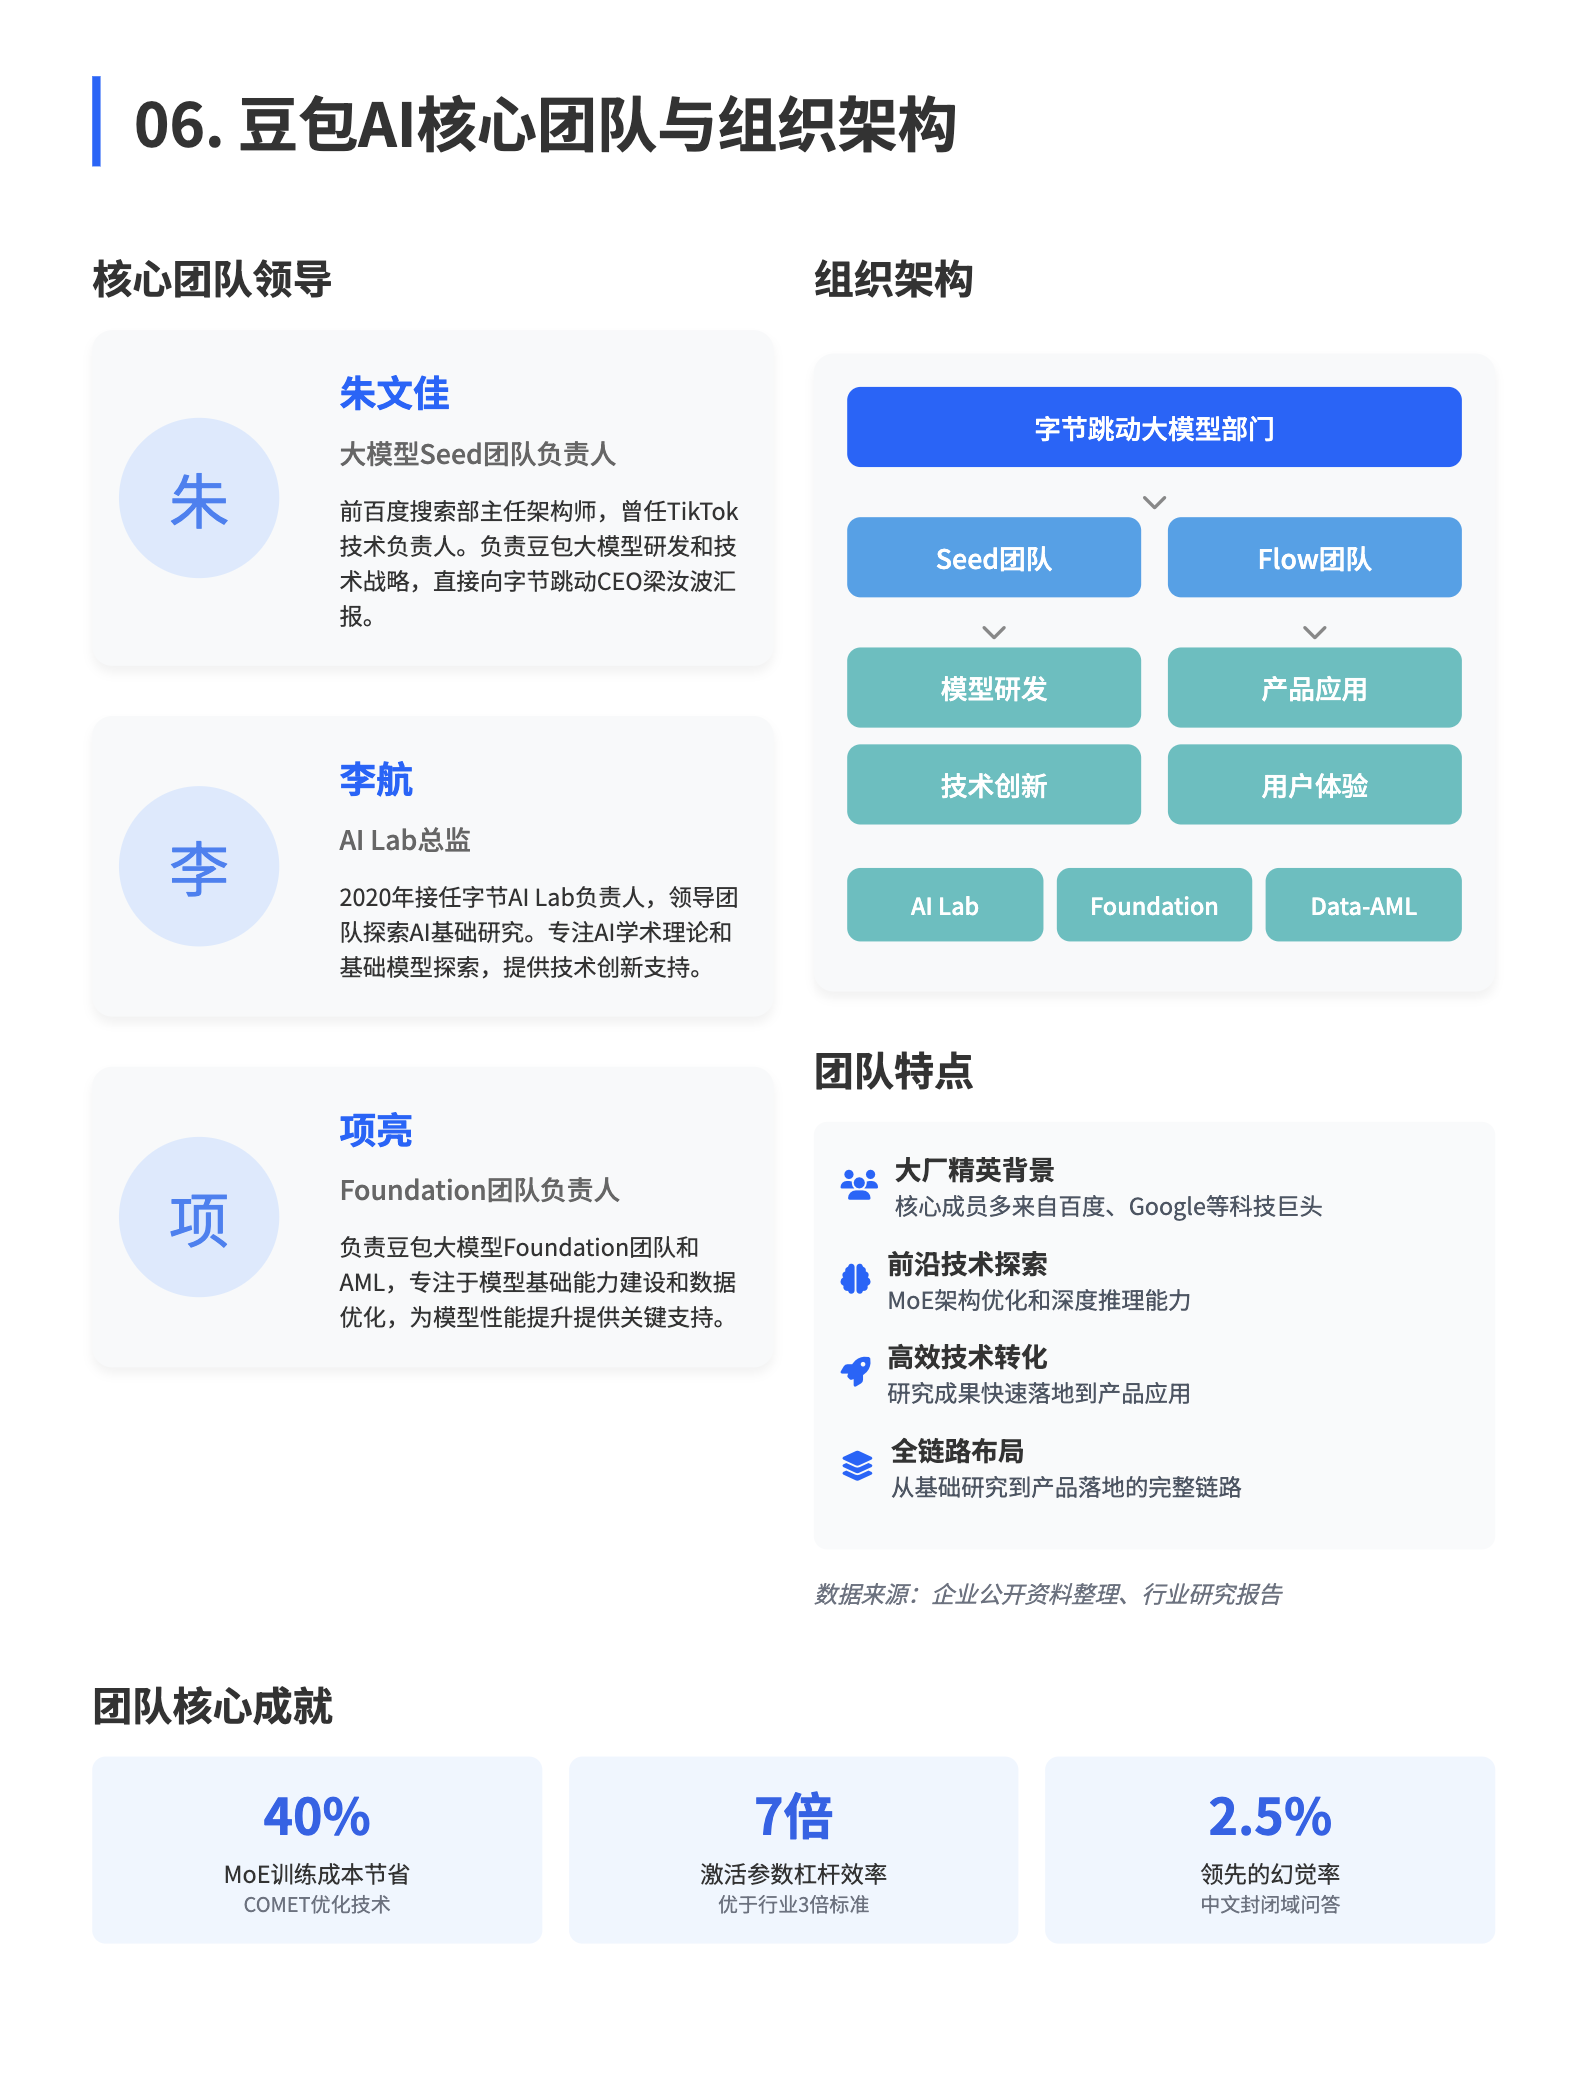 06. 豆包AI核心团队与组织架构
核心团队领导
朱
朱文佳
大模型Seed团队负责人
前百度搜索部主任架构师，曾任TikTok
技术负责人。负责豆包大模型研发和技
术战略，直接向字节跳动CEO梁汝波汇
报。
李
李航
AI Lab总监
2020年接任字节AI Lab负责人，领导团
队探索AI基础研究。专注AI学术理论和
基础模型探索，提供技术创新支持。
项
项亮
Foundation团队负责人
负责豆包大模型Foundation团队和
AML，专注于模型基础能力建设和数据
优化，为模型性能提升提供关键支持。
组织架构
字节跳动大模型部门
Seed团队
Flow团队
模型研发
产品应用
技术创新
用户体验
AI Lab
Foundation
Data-AML
团队特点
大厂精英背景
核心成员多来自百度、Google等科技巨头
前沿技术探索
MoE架构优化和深度推理能力
高效技术转化
研究成果快速落地到产品应用
全链路布局
从基础研究到产品落地的完整链路
数据来源：企业公开资料整理、行业研究报告
团队核心成就
40%
MoE训练成本节省
COMET优化技术
7倍
激活参数杠杆效率
优于行业3倍标准
2.5%
领先的幻觉率
中文封闭域问答